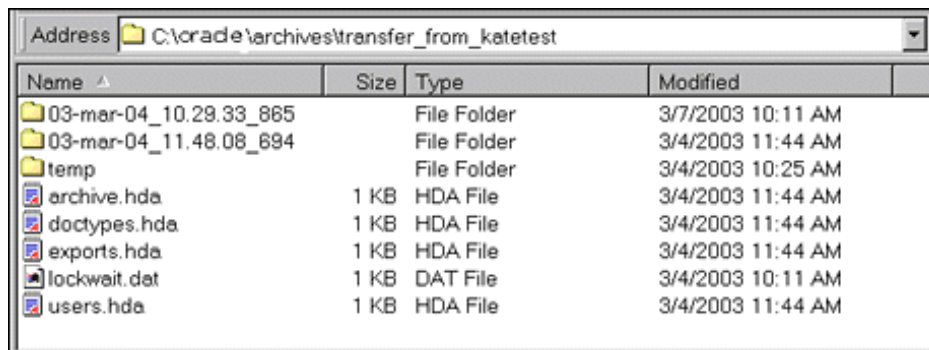 Address C:\oracle\archives\transfer_from_katetest
Name Size Type Modified
03-mar-04_10.29.33_865 File Folder 3/7/2003 10:11 AM
03-mar-04_11.48.08_694 File Folder 3/4/2003 11:44 AM
temp File Folder 3/4/2003 10:25 AM
archive.hda 1 KB HDA File 3/4/2003 11:44 AM
doctypes.hda 1 KB HDA File 3/4/2003 11:44 AM
exports.hda 1 KB HDA File 3/4/2003 11:44 AM
lockwait.dat 1 KB DAT File 3/4/2003 10:11 AM
users.hda 1 KB HDA File 3/4/2003 11:44 AM